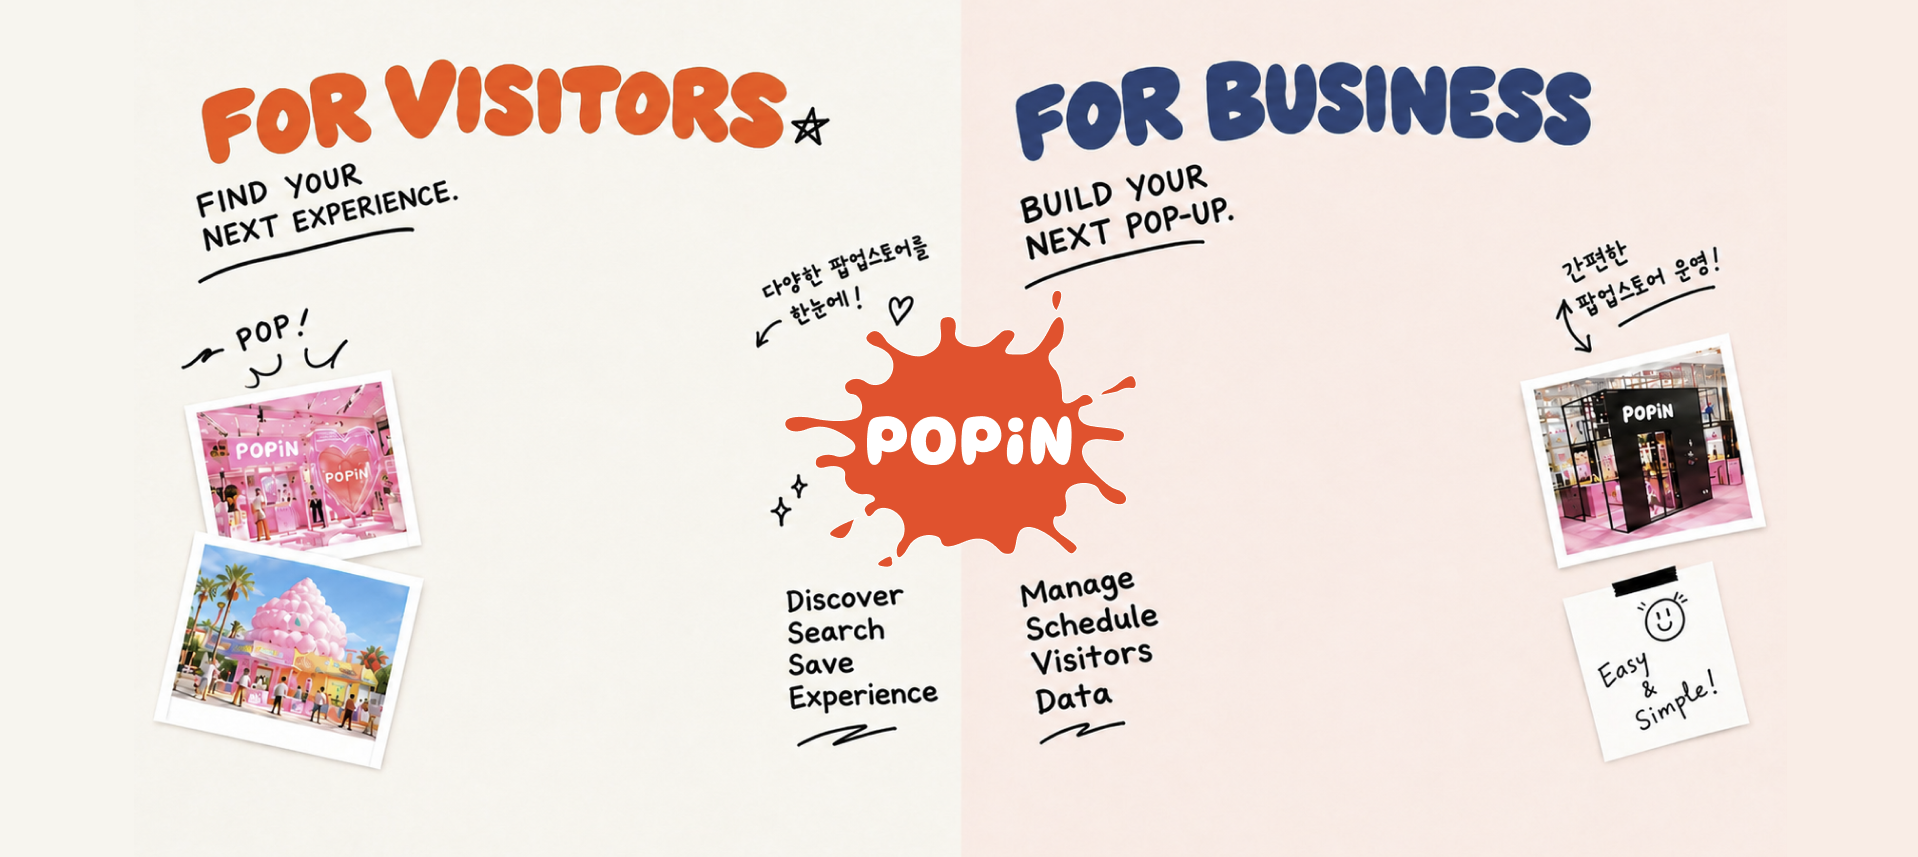 FOR VISITORS
FIND YOUR
NEXT EXPERIENCE.
POP!
POPiN
POPiN
다양한 팝업스토어를
한눈에!
POPiN
Discover
Search
Save
Experience
FOR BUSINESS
BUILD YOUR
NEXT POP-UP.
간편한
팝업스토어 운영!
POPiN
Manage
Schedule
Visitors
Data
Easy
&
Simple!